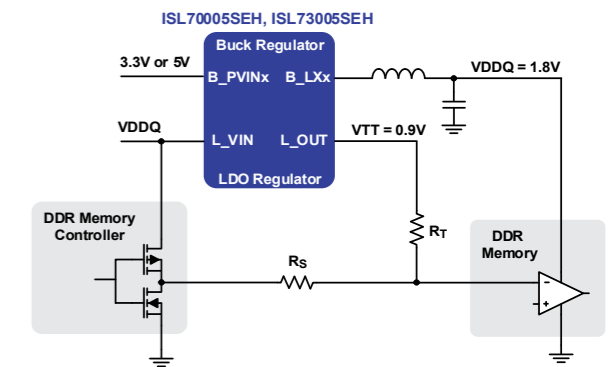 ISL70005SEH, ISL73005SEH
Buck Regulator
3.3V or 5V
B_PVINx
B_LXx
VDDQ = 1.8V
VDDQ
L_VIN
L_OUT
VTT = 0.9V
LDO Regulator
DDR Memory
Controller
RS
RT
DDR
Memory
-
+